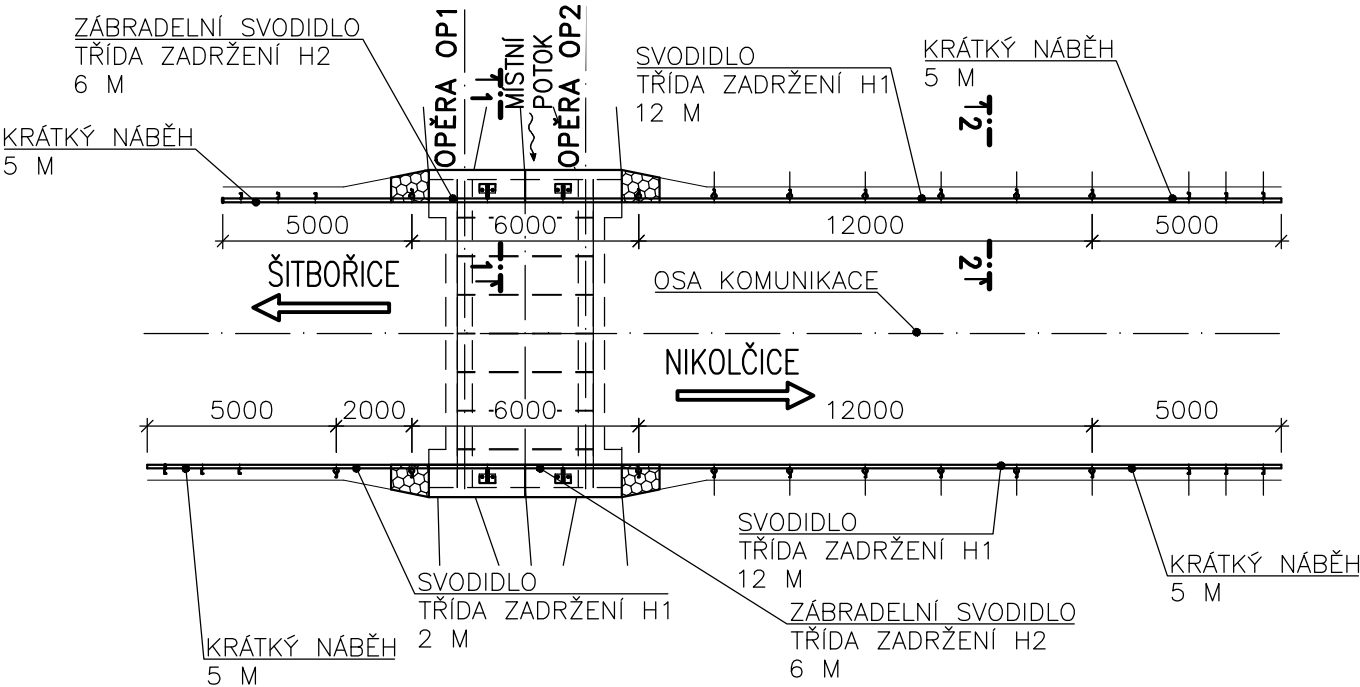 ZÁBRADELNÍ SVODIDLO
TŘÍDA ZADRŽENÍ H2
6 M
OPĚRA OP1
MÍSTNÍ
POTOK
OPĚRA OP2
SVODIDLO
TŘÍDA ZADRŽENÍ H1
12 M
KRÁTKÝ NÁBĚH
5 M
1
2
KRÁTKÝ NÁBĚH
5 M
5000
6000
12000
5000
1
2
ŠITBOŘICE
OSA KOMUNIKACE
NIKOLČICE
5000
2000
6000
12000
5000
SVODIDLO
TŘÍDA ZADRŽENÍ H1
12 M
KRÁTKÝ NÁBĚH
5 M
SVODIDLO
TŘÍDA ZADRŽENÍ H1
2 M
ZÁBRADELNÍ SVODIDLO
TŘÍDA ZADRŽENÍ H2
6 M
KRÁTKÝ NÁBĚH
5 M